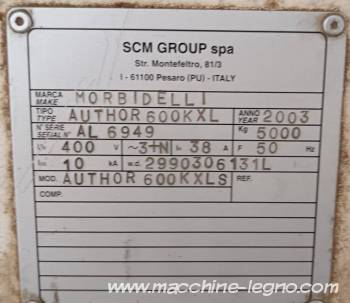 SCM GROUP spa
Str. Montefeltro, 81/3
I - 61100 Pesaro (PU) - ITALY
MARCA MAKE MORBIDELLI
TIPO TYPE AUTHOR 600KXL ANNO YEAR 2003
N° SERIE SERIAL N° AL 6949 Kg 5000
400 V ~3+N 38 A F 50 Hz
10 kA w.d. 2990306131L
MOD. AUTHOR 600KXLS REF.
COMP.
www.macchine-legno.com